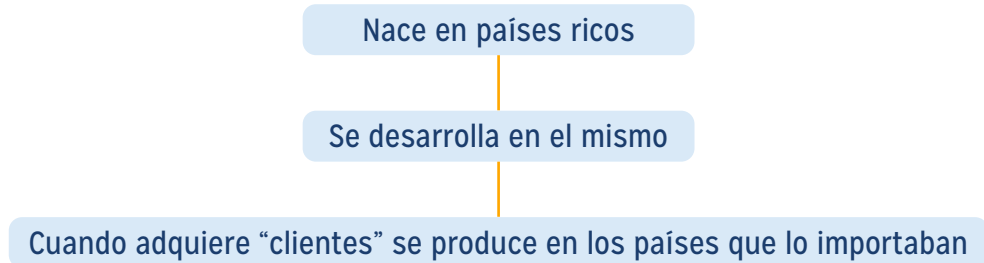 Nace en países ricos
Se desarrolla en el mismo
Cuando adquiere “clientes” se produce en los países que lo importaban